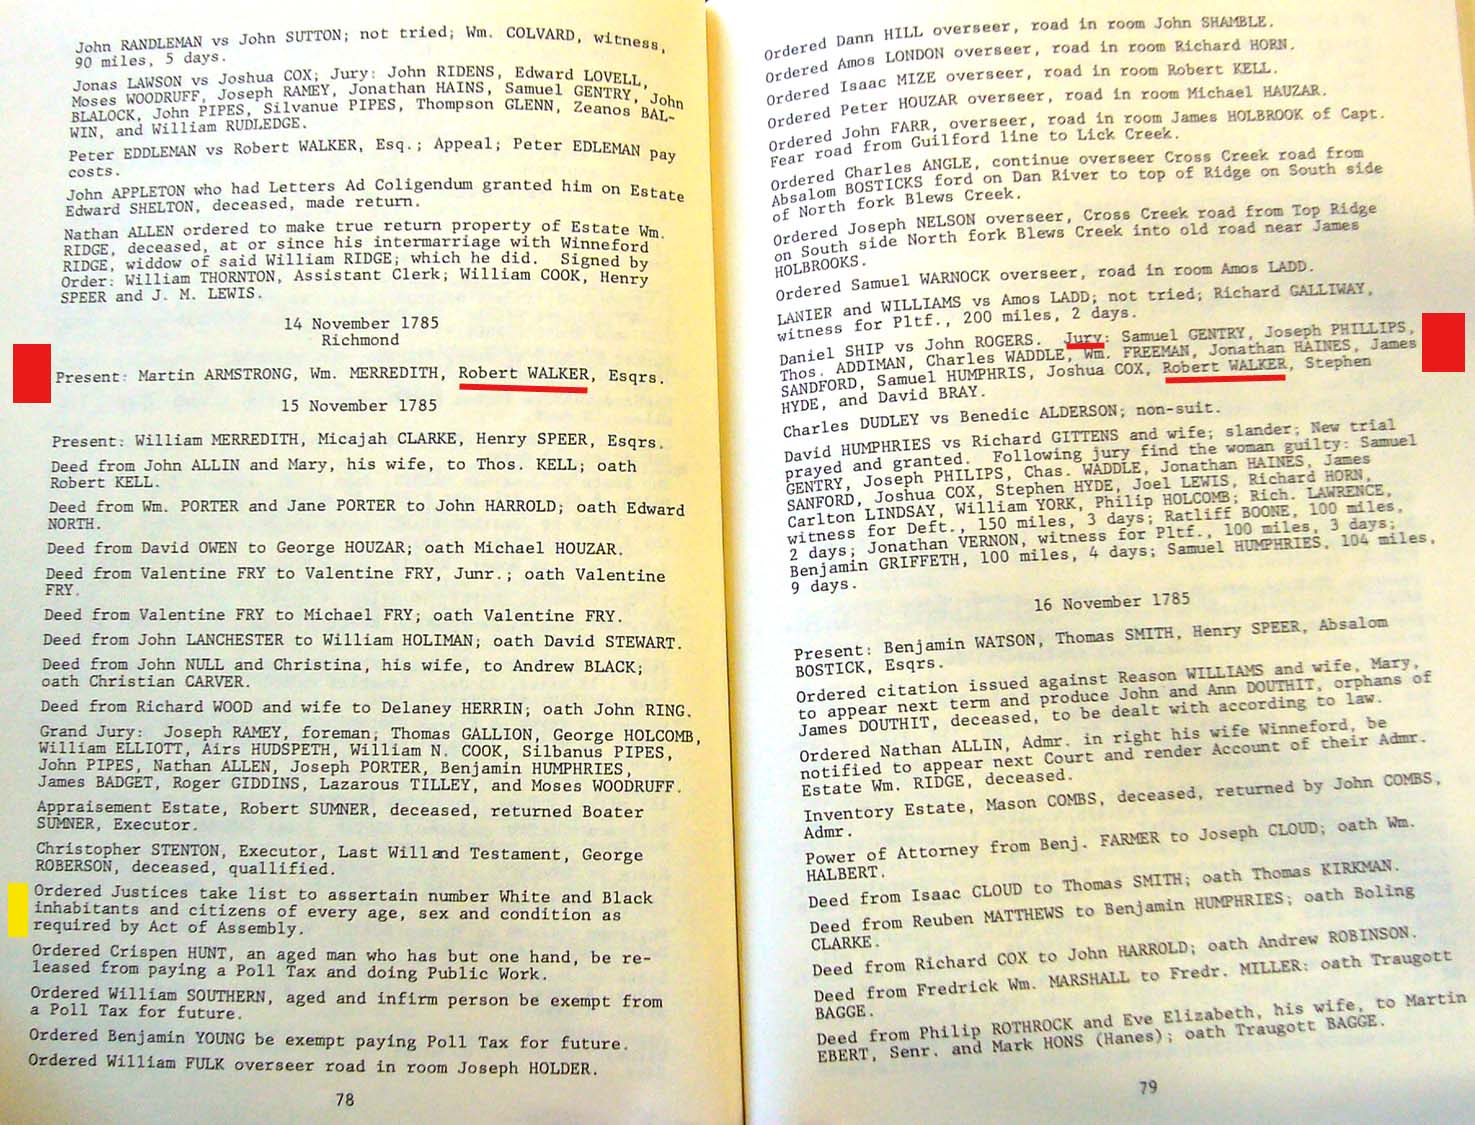 John RANDLEMAN vs John SUTTON; not tried; Wm. COLVARD, witness,
90 miles, 5 days.
Jonas LAWSON vs Joshua COX; Jury: John RIDENS, Edward LOVELL,
Moses WOODRUFF, Joseph RAMEY, Jonathan HAINS, Samuel GENTRY, John
BLALOCK, John PIPES, Silvanue PIPES, Thompson GLENN, Zeanos BAL-
WIN, and William RUDLEDGE.
Peter EDDLEMAN vs Robert WALKER, Esq.; Appeal; Peter EDLEMAN pay
costs.
John APPLETON who had Letters Ad Coligendum granted him on Estate
Edward SHELTON, deceased, made return.
Nathan ALLEN ordered to make true return property of Estate Wm.
RIDGE, deceased, at or since his intermarriage with Winneford
RIDGE, widdow of said William RIDGE; which he did. Signed by
Order: William THORNTON, Assistant Clerk; William COOK, Henry
SPEER and J. M. LEWIS.
14 November 1785
Richmond
Present: Martin ARMSTRONG, Wm. MERREDITH, Robert WALKER, Esqrs.
15 November 1785
Present: William MERREDITH, Micajah CLARKE, Henry SPEER, Esqrs.
Deed from John ALLIN and Mary, his wife, to Thos. KELL; oath
Robert KELL.
Deed from Wm. PORTER and Jane PORTER to John HARROLD; oath Edward
NORTH.
Deed from David OWEN to George HOUZAR; oath Michael HOUZAR.
Deed from Valentine FRY to Valentine FRY, Junr.; oath Valentine
FRY.
Deed from Valentine FRY to Michael FRY; oath Valentine FRY.
Deed from John LANCHESTER to William HOLIMAN; oath David STEWART.
Deed from John NULL and Christina, his wife, to Andrew BLACK;
oath Christian CARVER.
Deed from Richard WOOD and wife to Delaney HERRIN; oath John RING.
Grand Jury: Joseph RAMEY, foreman; Thomas GALLION, George HOLCOMB,
William ELLIOTT, Airs HUDSPETH, William N. COOK, Silbanus PIPES,
John PIPES, Nathan ALLEN, Joseph PORTER, Benjamin HUMPHRIES,
James BADGET, Roger GIDDINS, Lazarous TILLEY, and Moses WOODRUFF.
Appraisement Estate, Robert SUMNER, deceased, returned Boater
SUMNER, Executor.
Christopher STENTON, Executor, Last Will and Testament, George
ROBERSON, deceased, quallified.
Ordered Justices take list to assertain number White and Black
inhabitants and citizens of every age, sex and condition as
required by Act of Assembly.
Ordered Crispen HUNT, an aged man who has but one hand, be re-
leased from paying a Poll Tax and doing Public Work.
Ordered William SOUTHERN, aged and infirm person be exempt from
a Poll Tax for future.
Ordered Benjamin YOUNG be exempt paying Poll Tax for future.
Ordered William FULK overseer road in room Joseph HOLDER.
78
Ordered Dann HILL overseer, road in room John SHAMBLE.
Ordered Amos LONDON overseer, road in room Richard HORN.
Ordered Isaac MIZE overseer, road in room Robert KELL.
Ordered Peter HOUZAR overseer, road in room Michael HAUZAR.
Ordered John FARR, overseer, road in room James HOLBROOK of Capt.
Fear road from Guilford line to Lick Creek.
Ordered Charles ANGLE, continue overseer Cross Creek road from
Absalom BOSTICKS ford on Dan River to top of Ridge on South side
of North fork Blews Creek.
Ordered Joseph NELSON overseer, Cross Creek road from Top Ridge
on South side North fork Blews Creek into old road near James
HOLBROOKS.
Ordered Samuel WARNOCK overseer, road in room Amos LADD.
LANIER and WILLIAMS vs Amos LADD; not tried; Richard GALLIWAY,
witness for Pltf., 200 miles, 2 days.
Daniel SHIP vs John ROGERS. Jury: Samuel GENTRY, Joseph PHILLIPS,
Thos. ADDIMAN, Charles WADDLE, Wm. FREEMAN, Jonathan HAINES, James
SANDFORD, Samuel HUMPHRIS, Joshua COX, Robert WALKER, Stephen
HYDE, and David BRAY.
Charles DUDLEY vs Benedic ALDERSON; non-suit.
David HUMPHRIES vs Richard GITTENS and wife; slander; New trial
prayed and granted. Following jury find the woman guilty: Samuel
GENTRY, Joseph PHILIPS, Chas. WADDLE, Jonathan HAINES, James
SANFORD, Joshua COX, Stephen HYDE, Joel LEWIS, Richard HORN,
Carlton LINDSAY, William YORK, Philip HOLCOMB; Rich. LAWRENCE,
witness for Deft., 150 miles, 3 days; Ratliff BOONE, 100 miles,
2 days; Jonathan VERNON, witness for Pltf., 100 miles, 3 days;
Benjamin GRIFFETH, 100 miles, 4 days; Samuel HUMPHRIES, 104 miles,
9 days.
16 November 1785
Present: Benjamin WATSON, Thomas SMITH, Henry SPEER, Absalom
BOSTICK, Esqrs.
Ordered citation issued against Reason WILLIAMS and wife, Mary,
to appear next term and produce John and Ann DOUTHIT, orphans of
James DOUTHIT, deceased, to be dealt with according to law.
Ordered Nathan ALLIN, Admr. in right his wife Winneford, be
notified to appear next Court and render Account of their Admr.
Estate Wm. RIDGE, deceased.
Inventory Estate, Mason COMBS, deceased, returned by John COMBS,
Admr.
Power of Attorney from Benj. FARMER to Joseph CLOUD; oath Wm.
HALBERT.
Deed from Isaac CLOUD to Thomas SMITH; oath Thomas KIRKMAN.
Deed from Reuben MATTHEWS to Benjamin HUMPHRIES; oath Boling
CLARKE.
Deed from Richard COX to John HARROLD; oath Andrew ROBINSON.
Deed from Fredrick Wm. MARSHALL to Fredr. MILLER: oath Traugott
BAGGE.
Deed from Philip ROTHROCK and Eve Elizabeth, his wife, to Martin
EBERT, Senr. and Mark HONS (Hanes); oath Traugott BAGGE.
79